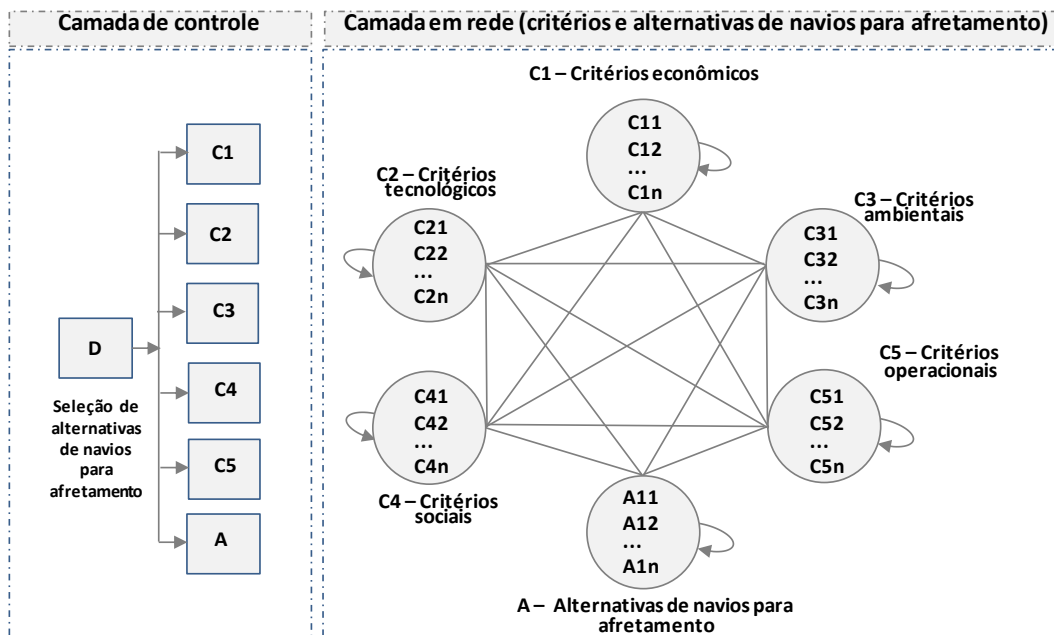 Camada de controle
Camada em rede (critérios e alternativas de navios para afretamento)
D
Seleção de
alternativas
de navios
para
afretamento
C1
C2
C3
C4
C5
A
C1 – Critérios econômicos
C11
C12
...
C1n
C2 – Critérios
tecnológicos
C21
C22
...
C2n
C3 – Critérios
ambientais
C31
C32
...
C3n
C41
C42
...
C4n
C4 – Critérios
sociais
C5 – Critérios
operacionais
C51
C52
...
C5n
A11
A12
...
A1n
A – Alternativas de navios para
afretamento